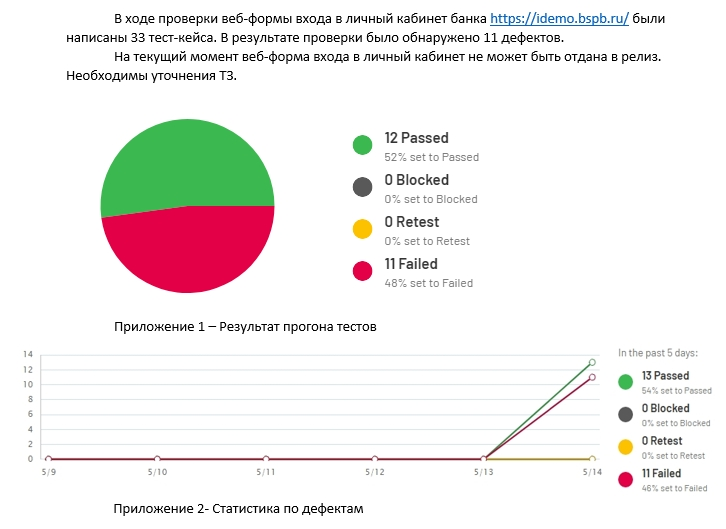 В ходе проверки веб-формы входа в личный кабинет банка https://idemo.bspb.ru/ были
написаны 33 тест-кейса. В результате проверки было обнаружено 11 дефектов.
На текущий момент веб-форма входа в личный кабинет не может быть отдана в релиз.
Необходимы уточнения ТЗ.
12 Passed
52% set to Passed
0 Blocked
0% set to Blocked
0 Retest
0% set to Retest
11 Failed
48% set to Failed
Приложение 1 – Результат прогона тестов
14
12
10
8
6
4
2
0
5/9 5/10 5/11 5/12 5/13 5/14
In the past 5 days:
13 Passed
54% set to Passed
0 Blocked
0% set to Blocked
0 Retest
0% set to Retest
11 Failed
46% set to Failed
Приложение 2- Статистика по дефектам